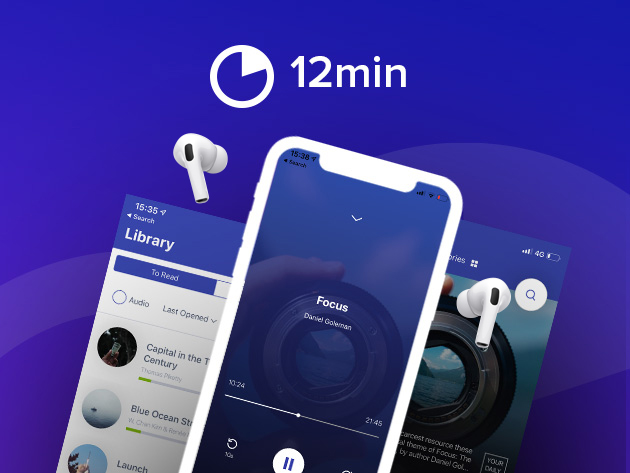 12min
15:38
Search
15:35
Search
Library
To Read
Audio
Last Opened
Capital in the T
Century
Thomas Piketty
Blue Ocean Str
W. Chan Kim & Renée
Launch
Focus
Daniel Goleman
10:24
21:45
10s
ories
4G
arcest resource these
al theme of Focus: The
by author Daniel Gol...
YOUR
DAILY